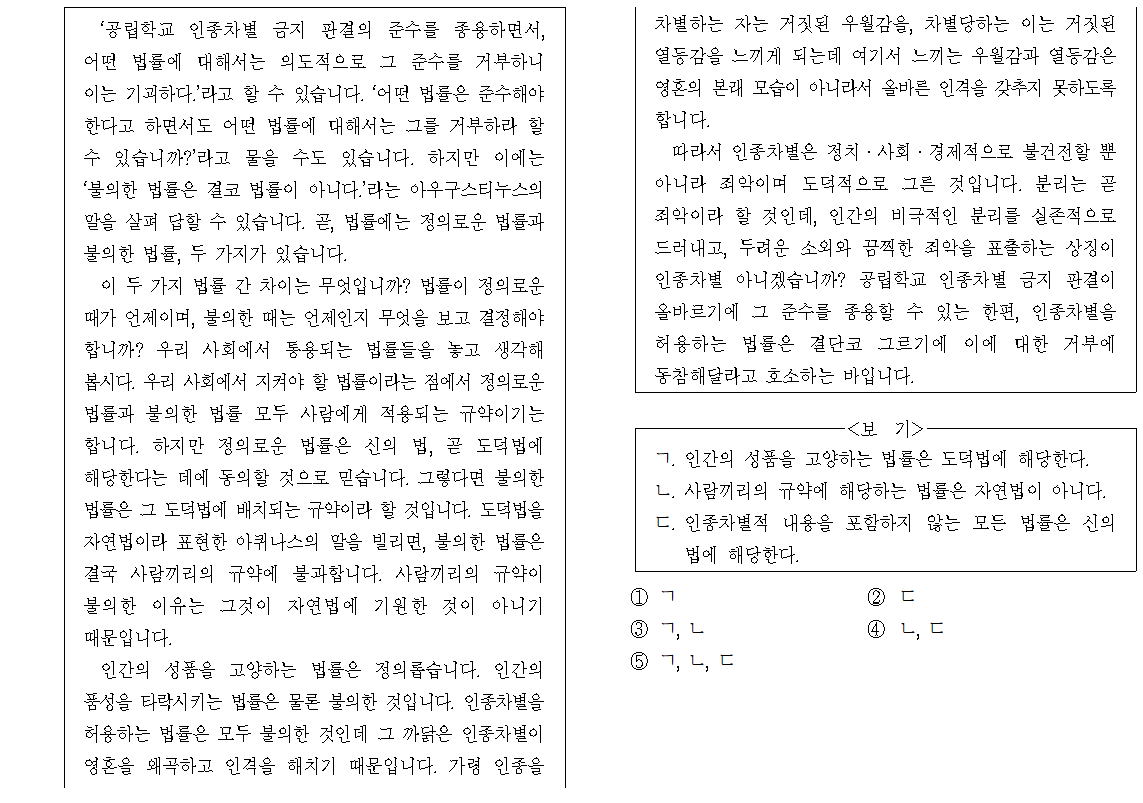 ‘공립학교 인종차별 금지 판결의 준수를 종용하면서,
어떤 법률에 대해서는 의도적으로 그 준수를 거부하니
이는 기괴하다.’라고 할 수 있습니다. ‘어떤 법률은 준수해야
한다고 하면서도 어떤 법률에 대해서는 그를 거부하라 할
수 있습니까?’라고 물을 수도 있습니다. 하지만 이에는
‘불의한 법률은 결코 법률이 아니다.’라는 아우구스티누스의
말을 살펴 답할 수 있습니다. 곧, 법률에는 정의로운 법률과
불의한 법률, 두 가지가 있습니다.
이 두 가지 법률 간 차이는 무엇입니까? 법률이 정의로운
때가 언제이며, 불의한 때는 언제인지 무엇을 보고 결정해야
합니까? 우리 사회에서 통용되는 법률들을 놓고 생각해
봅시다. 우리 사회에서 지켜야 할 법률이라는 점에서 정의로운
법률과 불의한 법률 모두 사람에게 적용되는 규약이기는
합니다. 하지만 정의로운 법률은 신의 법, 곧 도덕법에
해당한다는 데에 동의할 것으로 믿습니다. 그렇다면 불의한
법률은 그 도덕법에 배치되는 규약이라 할 것입니다. 도덕법을
자연법이라 표현한 아퀴나스의 말을 빌리면, 불의한 법률은
결국 사람끼리의 규약에 불과합니다. 사람끼리의 규약이
불의한 이유는 그것이 자연법에 기원한 것이 아니기
때문입니다.
인간의 성품을 고양하는 법률은 정의롭습니다. 인간의
품성을 타락시키는 법률은 물론 불의한 것입니다. 인종차별을
허용하는 법률은 모두 불의한 것인데 그 까닭은 인종차별이
영혼을 왜곡하고 인격을 해치기 때문입니다. 가령 인종을
차별하는 자는 거짓된 우월감을, 차별당하는 이는 거짓된
열등감을 느끼게 되는데 여기서 느끼는 우월감과 열등감은
영혼의 본래 모습이 아니라서 올바른 인격을 갖추지 못하도록
합니다.
따라서 인종차별은 정치·사회·경제적으로 불건전할 뿐
아니라 죄악이며 도덕적으로 그른 것입니다. 분리는 곧
죄악이라 할 것인데, 인간의 비극적인 분리를 실존적으로
드러내고, 두려운 소외와 끔찍한 죄악을 표출하는 상징이
인종차별 아니겠습니까? 공립학교 인종차별 금지 판결이
올바르기에 그 준수를 종용할 수 있는 한편, 인종차별을
허용하는 법률은 결단코 그르기에 이에 대한 거부에
동참해달라고 호소하는 바입니다.
<보 기>
ㄱ. 인간의 성품을 고양하는 법률은 도덕법에 해당한다.
ㄴ. 사람끼리의 규약에 해당하는 법률은 자연법이 아니다.
ㄷ. 인종차별적 내용을 포함하지 않는 모든 법률은 신의
법에 해당한다.
① ㄱ ② ㄷ
③ ㄱ, ㄴ ④ ㄴ, ㄷ
⑤ ㄱ, ㄴ, ㄷ